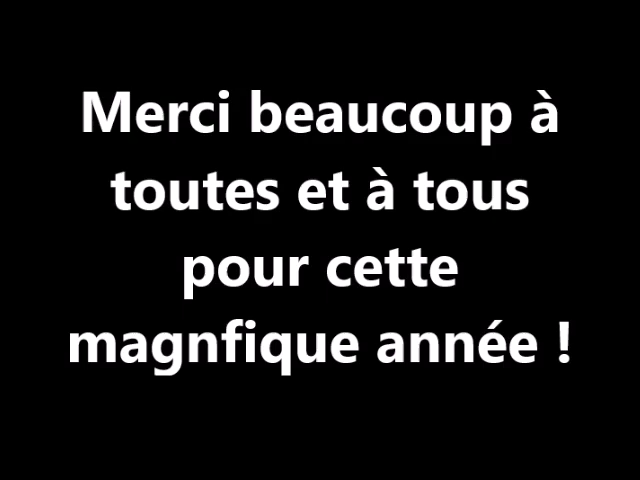 Merci beaucoup à
toutes et à tous
pour cette
magnfique année !